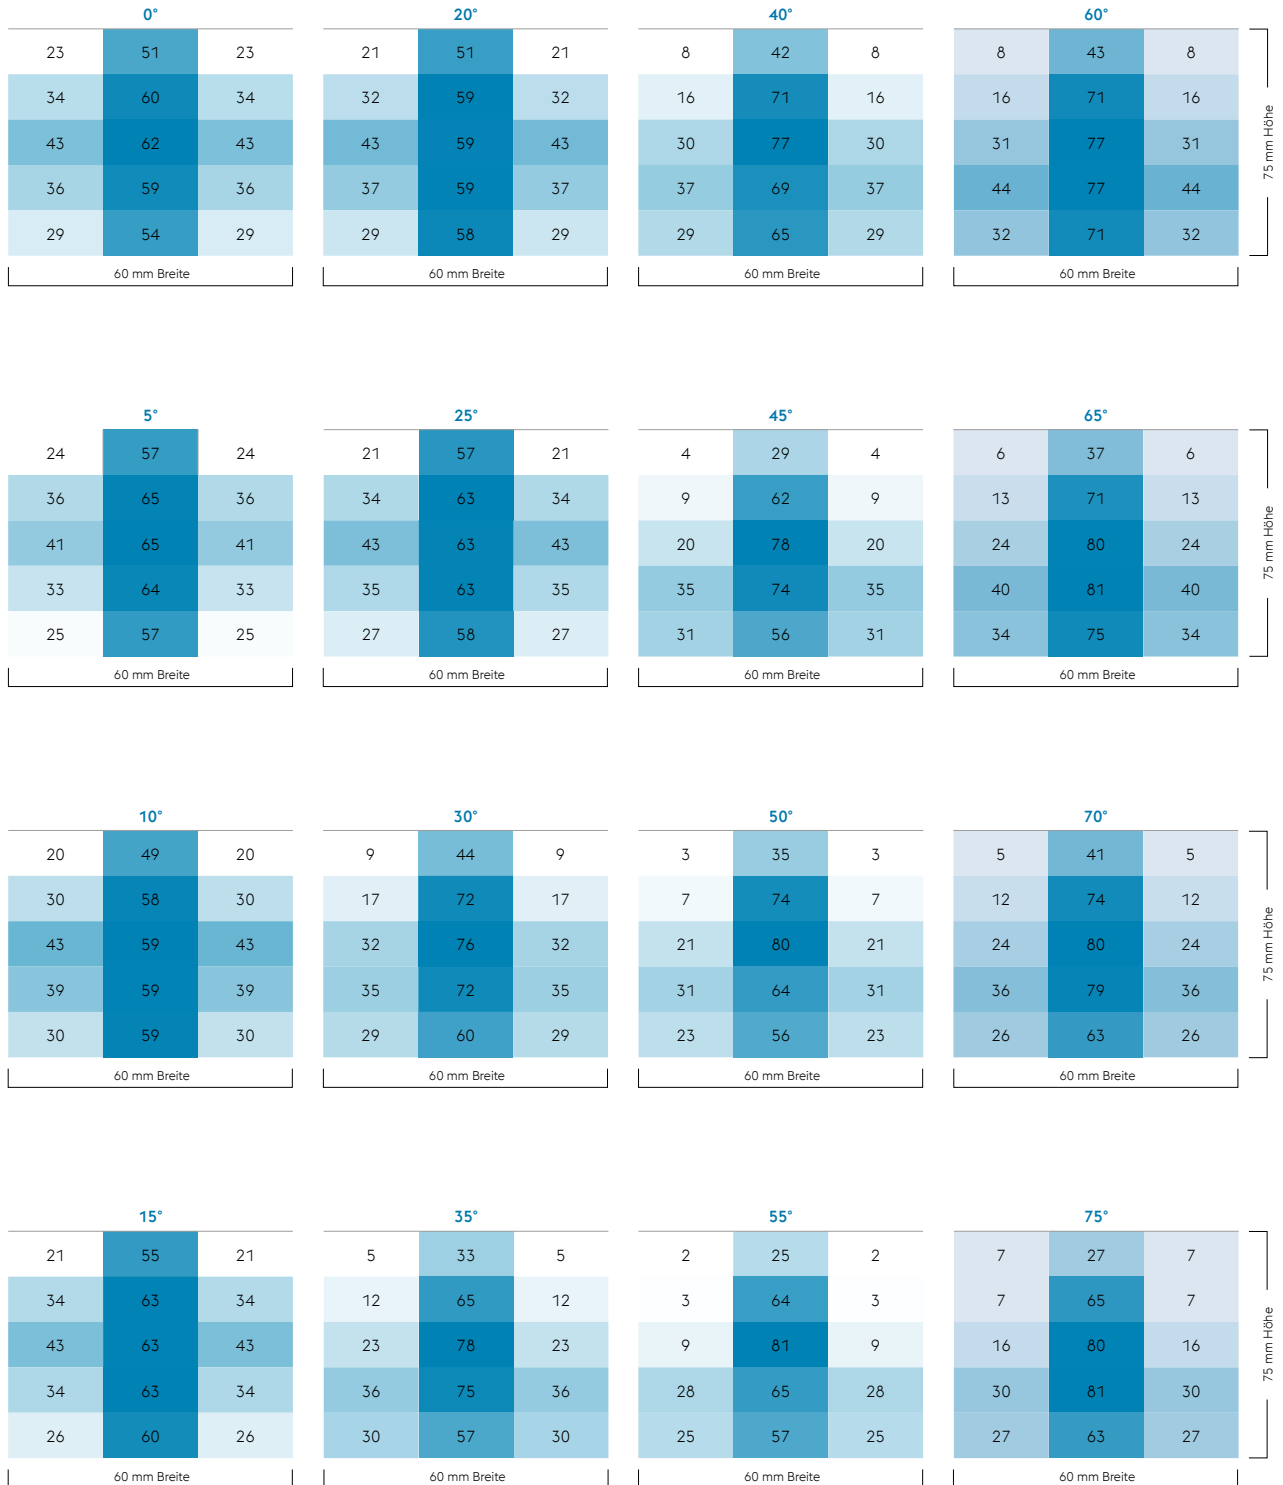 0° 20° 40° 60°
23 51 23 21 51 21 8 42 8 8 43 8
34 60 34 32 59 32 16 71 16 16 71 16
43 62 43 43 59 43 30 77 30 31 77 31
36 59 36 37 59 37 37 69 37 44 77 44
29 54 29 29 58 29 29 65 29 32 71 32
75 mm Höhe
60 mm Breite 60 mm Breite 60 mm Breite 60 mm Breite
5° 25° 45° 65°
24 57 24 21 57 21 4 29 4 6 37 6
36 65 36 34 63 34 9 62 9 13 71 13
41 65 41 43 63 43 20 78 20 24 80 24
33 64 33 35 63 35 35 74 35 40 81 40
25 57 25 27 58 27 31 56 31 34 75 34
75 mm Höhe
60 mm Breite 60 mm Breite 60 mm Breite 60 mm Breite
10° 30° 50° 70°
20 49 20 9 44 9 3 35 3 5 41 5
30 58 30 17 72 17 7 74 7 12 74 12
43 59 43 32 76 32 21 80 21 24 80 24
39 59 39 35 72 35 31 64 31 36 79 36
30 59 30 29 60 29 23 56 23 26 63 26
75 mm Höhe
60 mm Breite 60 mm Breite 60 mm Breite 60 mm Breite
15° 35° 55° 75°
21 55 21 5 33 5 2 25 2 7 27 7
34 63 34 12 65 12 3 64 3 7 65 7
43 63 43 23 78 23 9 81 9 16 80 16
34 63 34 36 75 36 28 65 28 30 81 30
26 60 26 30 57 30 25 57 25 27 63 27
75 mm Höhe
60 mm Breite 60 mm Breite 60 mm Breite 60 mm Breite